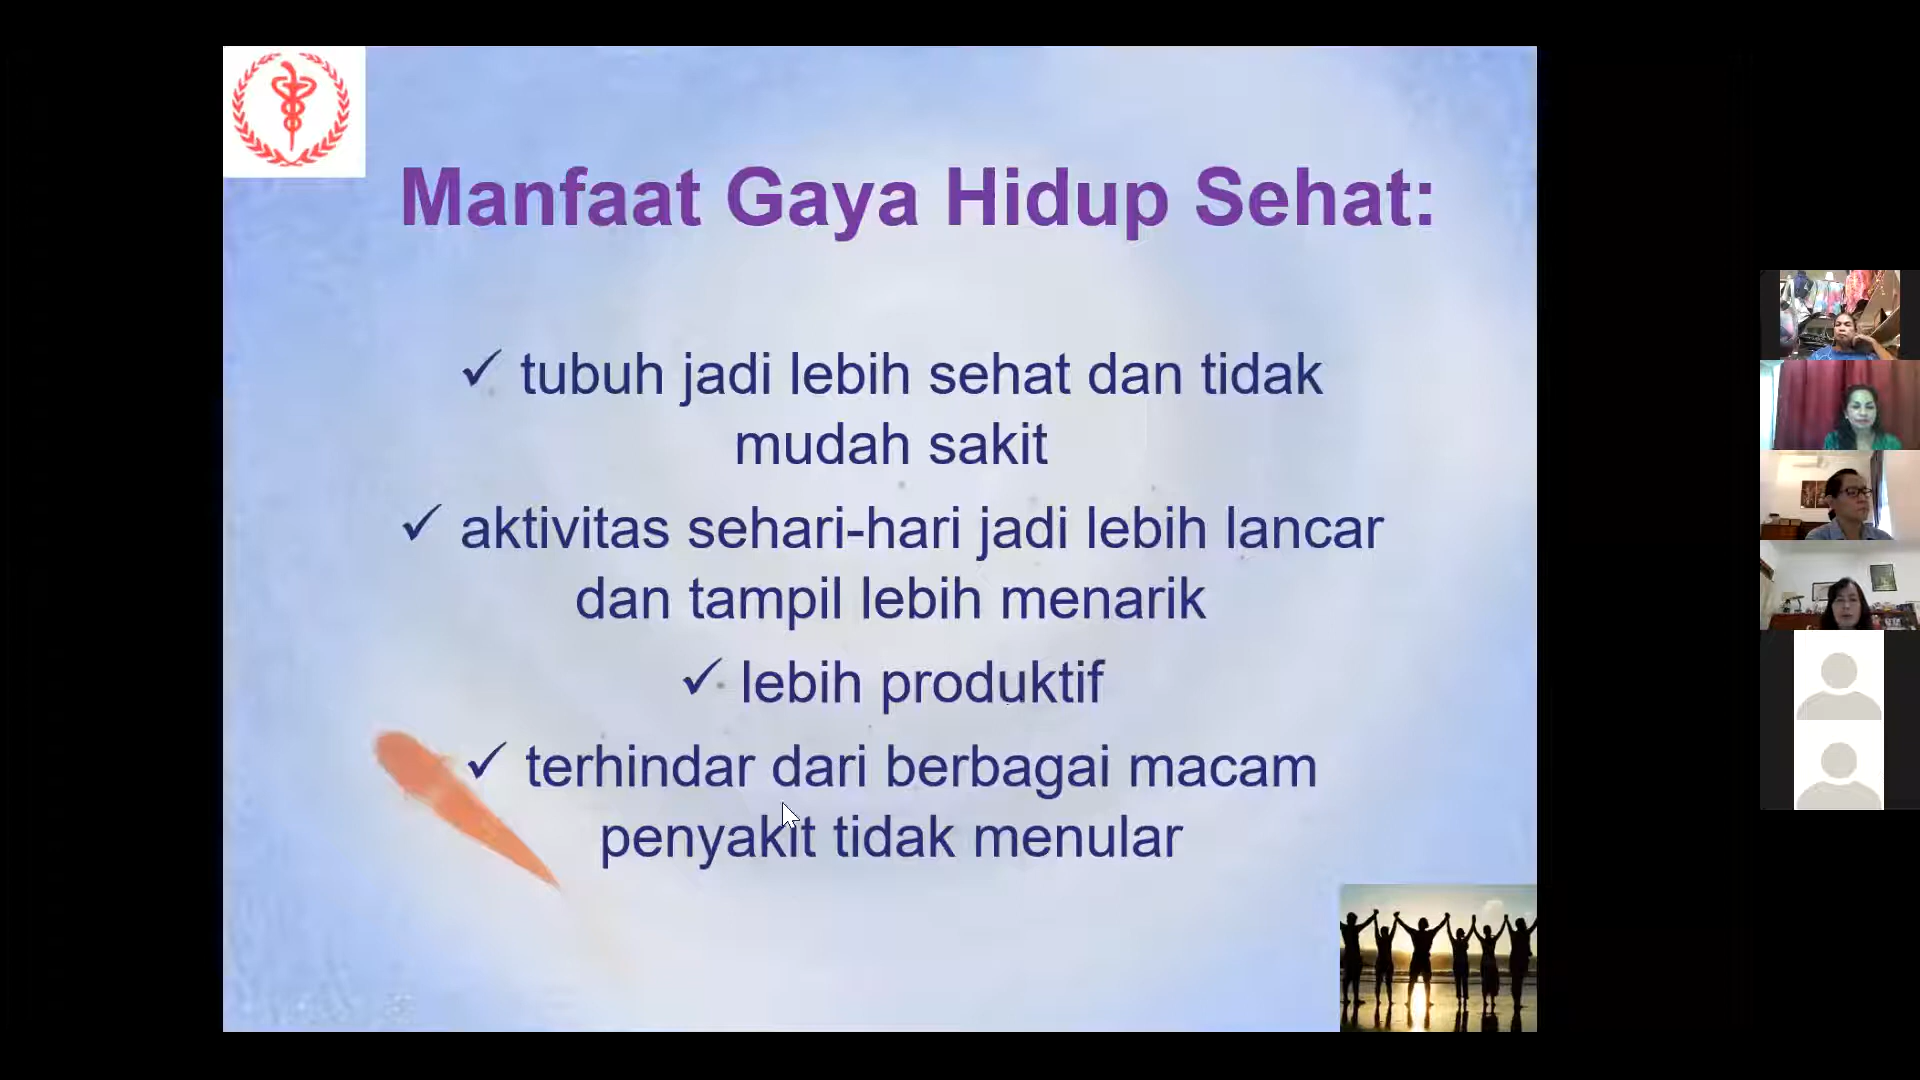 Manfaat Gaya Hidup Sehat:
✓ tubuh jadi lebih sehat dan tidak
mudah sakit
✓ aktivitas sehari-hari jadi lebih lancar
dan tampil lebih menarik
✓ lebih produktif
✓ terhindar dari berbagai macam
penyakit tidak menular